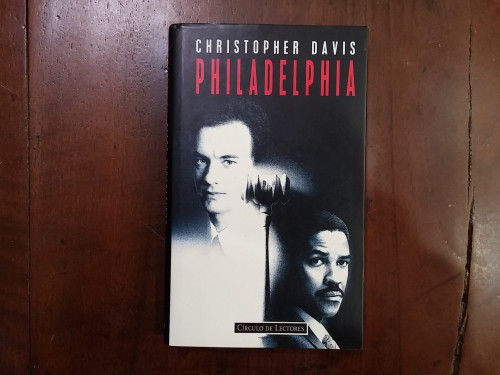 CHRISTOPHER DAVIS
PHILADELPHIA
CÍRCULO DE LECTORES